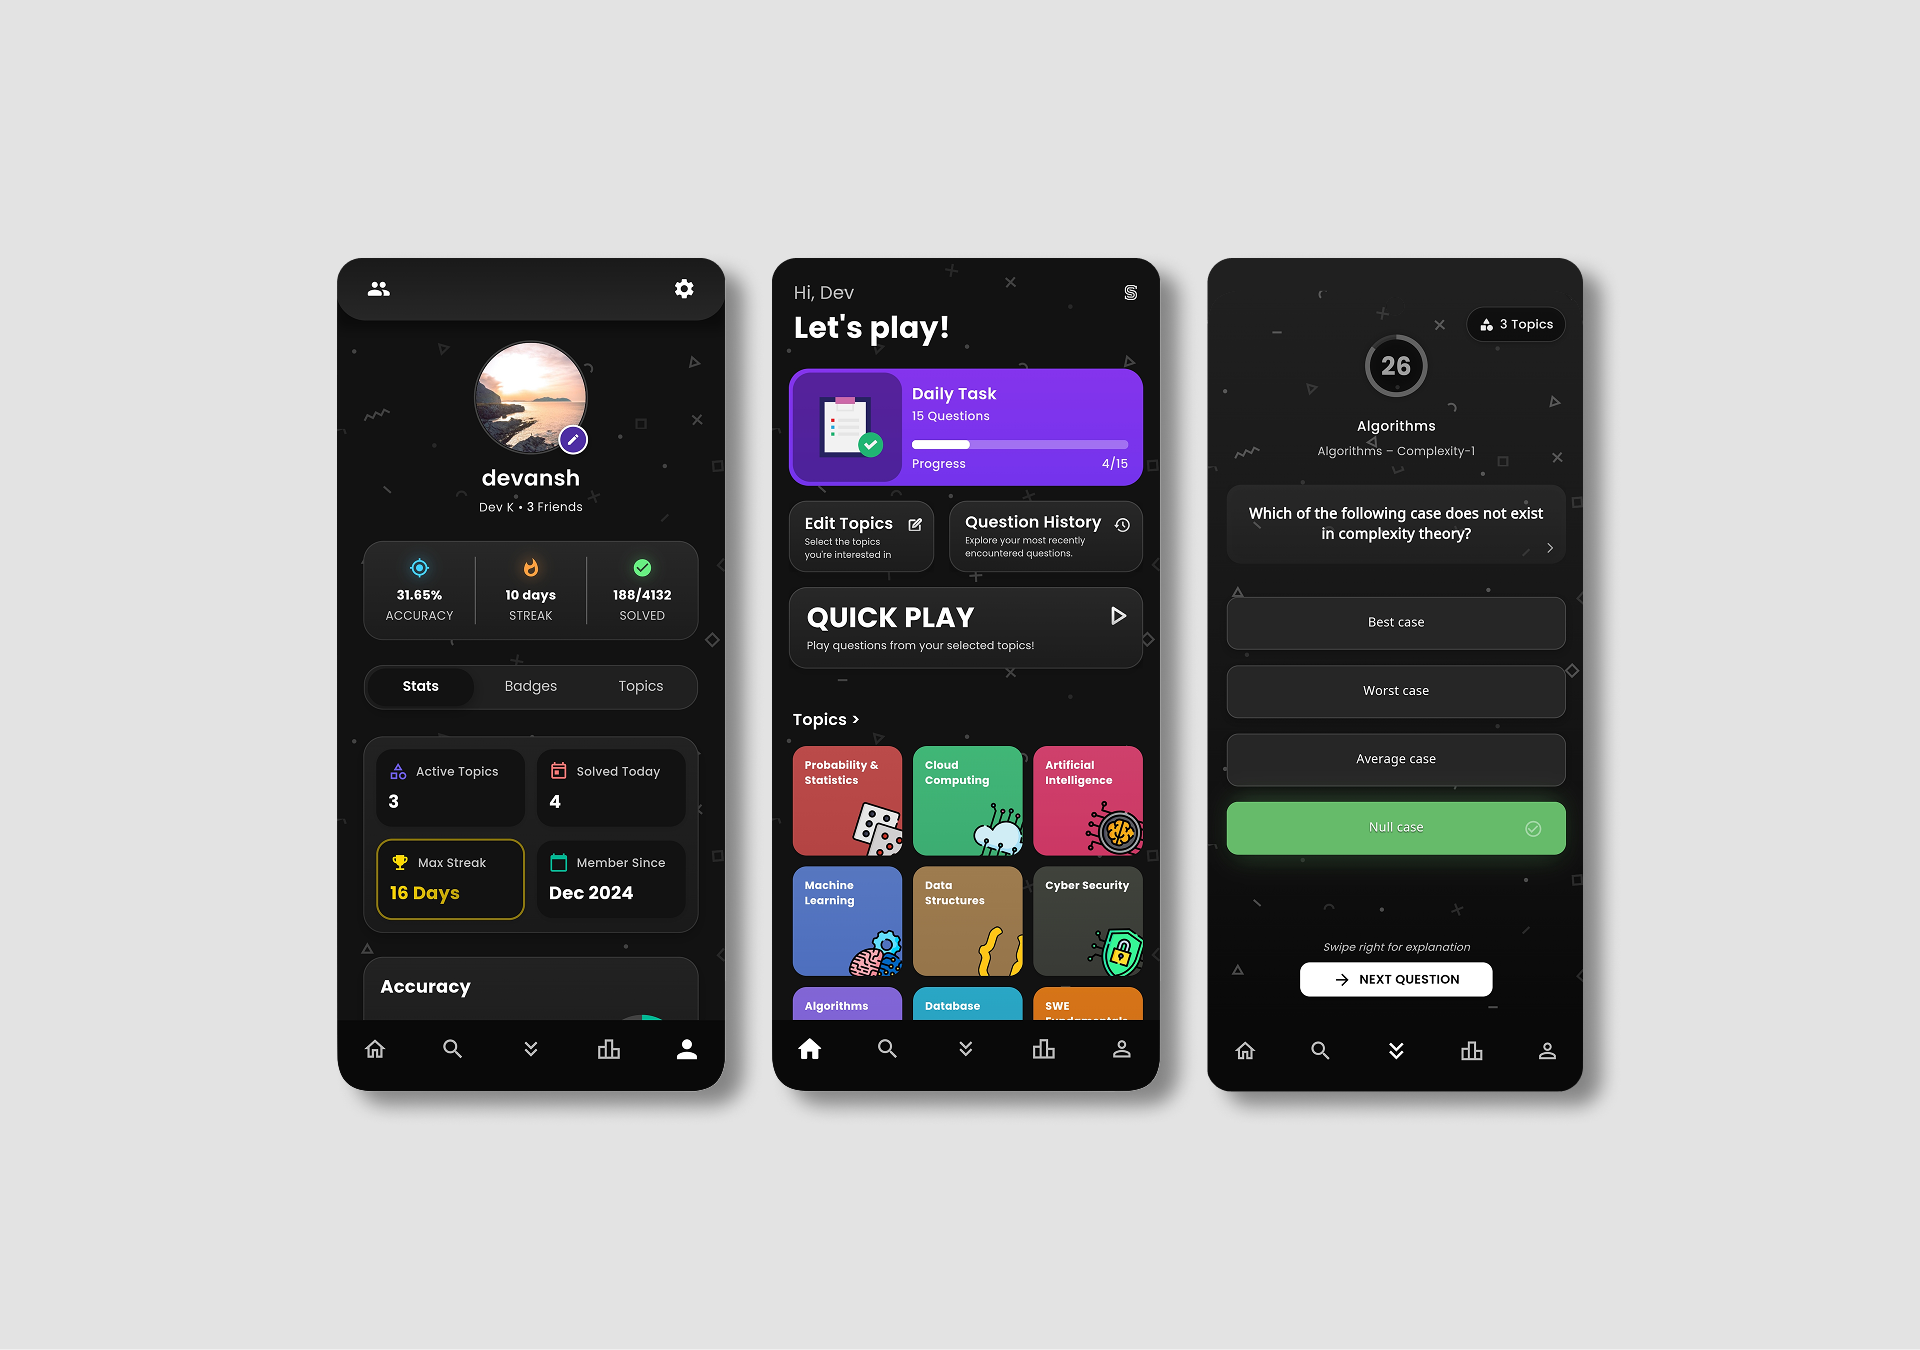 devansh
Dev K • 3 Friends
31.65%
ACCURACY
10 days
STREAK
188/4132
SOLVED
Stats
Badges
Topics
Active Topics
3
Solved Today
4
Max Streak
16 Days
Member Since
Dec 2024
Accuracy
Hi, Dev
Let's play!
Daily Task
15 Questions
Progress
4/15
Edit Topics
Select the topics
you're interested in
Question History
Explore your most recently
encountered questions.
QUICK PLAY
Play questions from your selected topics!
Topics >
Probability &
Statistics
Cloud
Computing
Artificial
Intelligence
Machine
Learning
Data
Structures
Cyber Security
Algorithms
Database
SWE
Fundamentals
3 Topics
26
Algorithms
Algorithms – Complexity-1
Which of the following case does not exist
in complexity theory?
Best case
Worst case
Average case
Null case
Swipe right for explanation
NEXT QUESTION